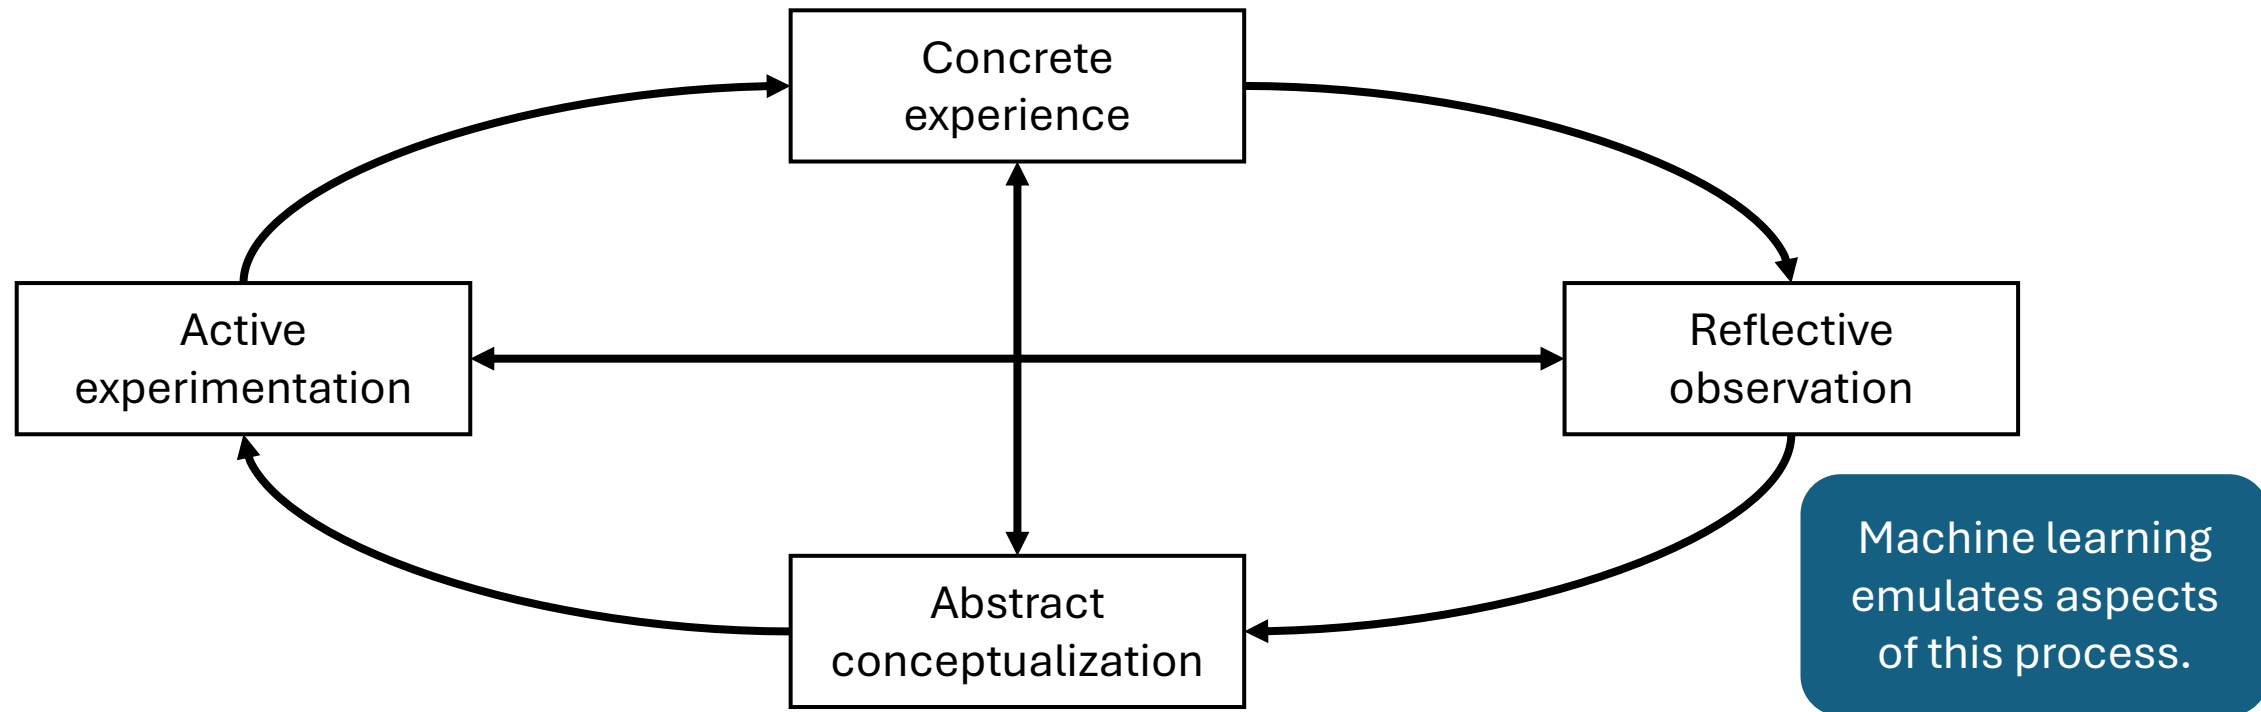 Concrete
experience
Active
experimentation
Reflective
observation
Abstract
conceptualization
Machine learning
emulates aspects
of this process.